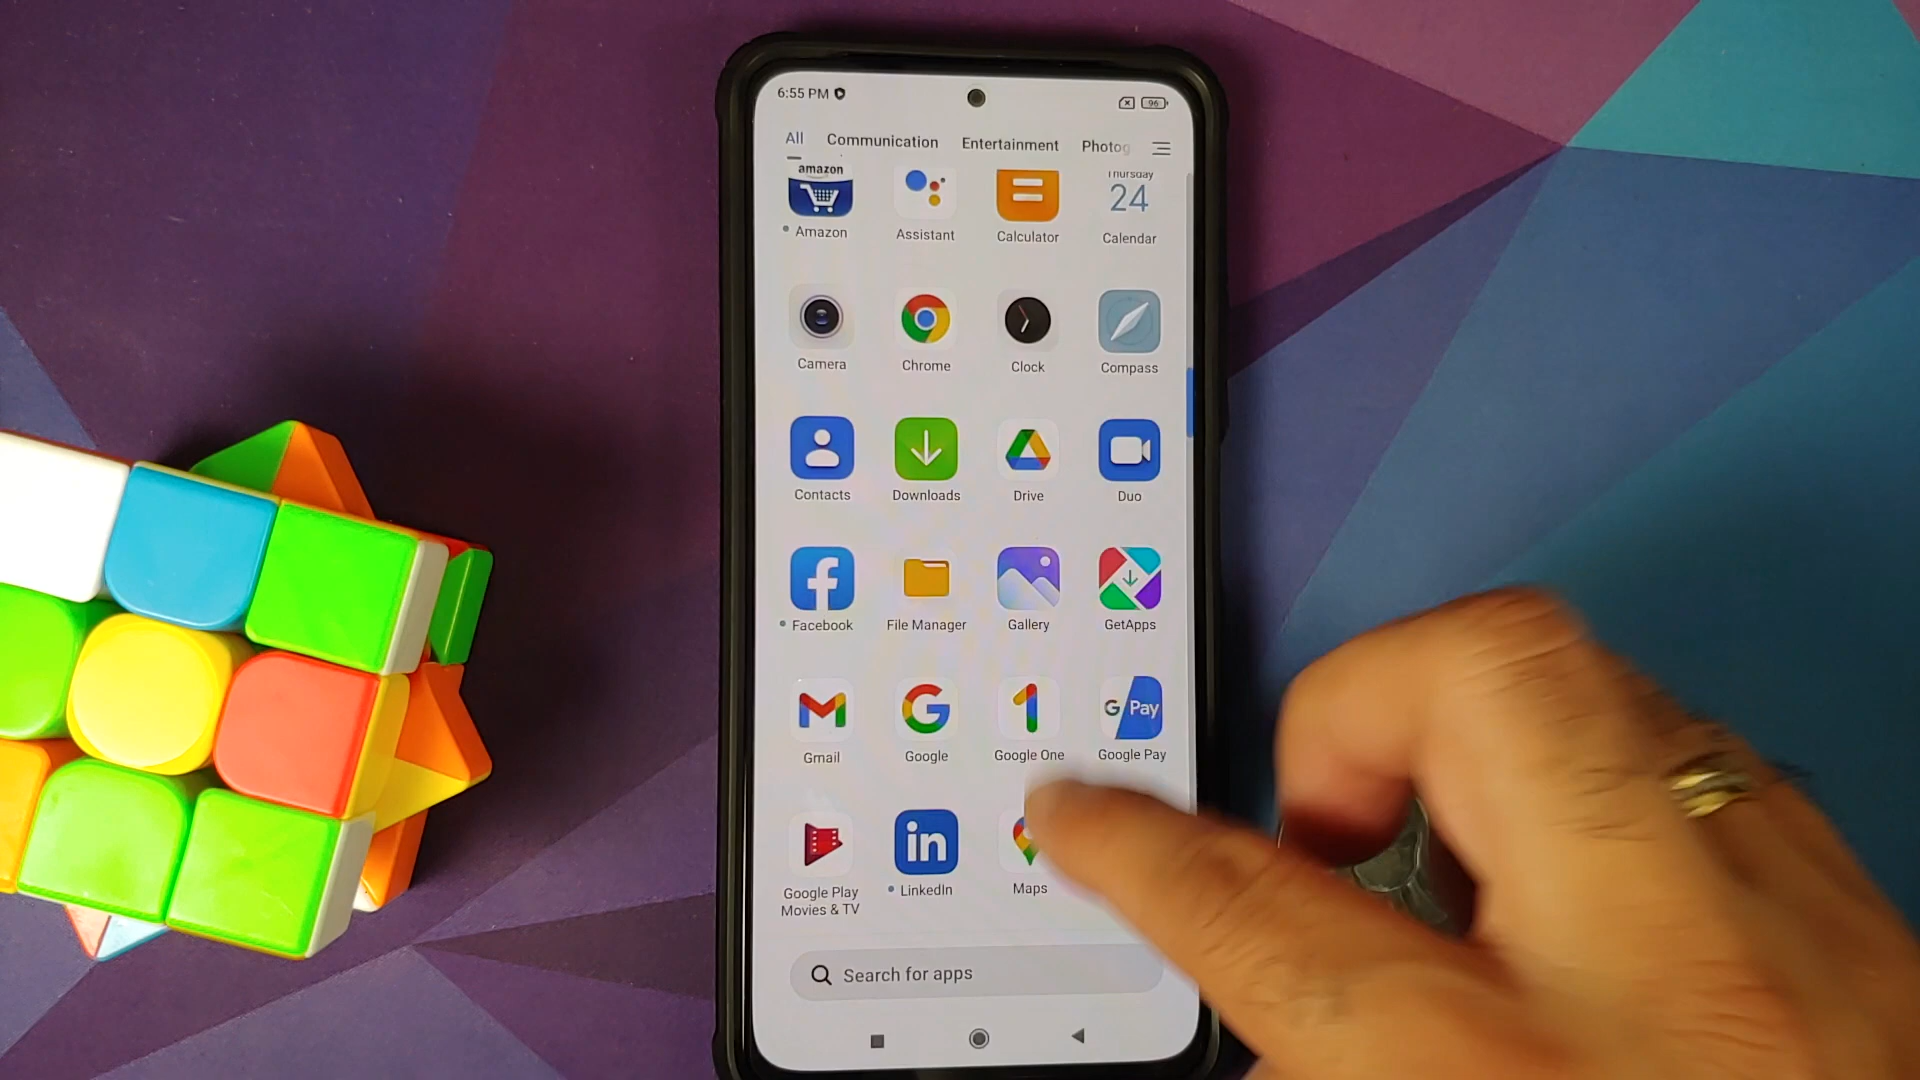 6:55 PM
96
All Communication Entertainment Photog
amazon
Thursday
24
Amazon Assistant Calculator Calendar
Camera Chrome Clock Compass
Contacts Downloads Drive Duo
Facebook File Manager Gallery GetApps
G Pay
Gmail Google Google One Google Pay
in
Google Play
Movies & TV
LinkedIn Maps
Search for apps